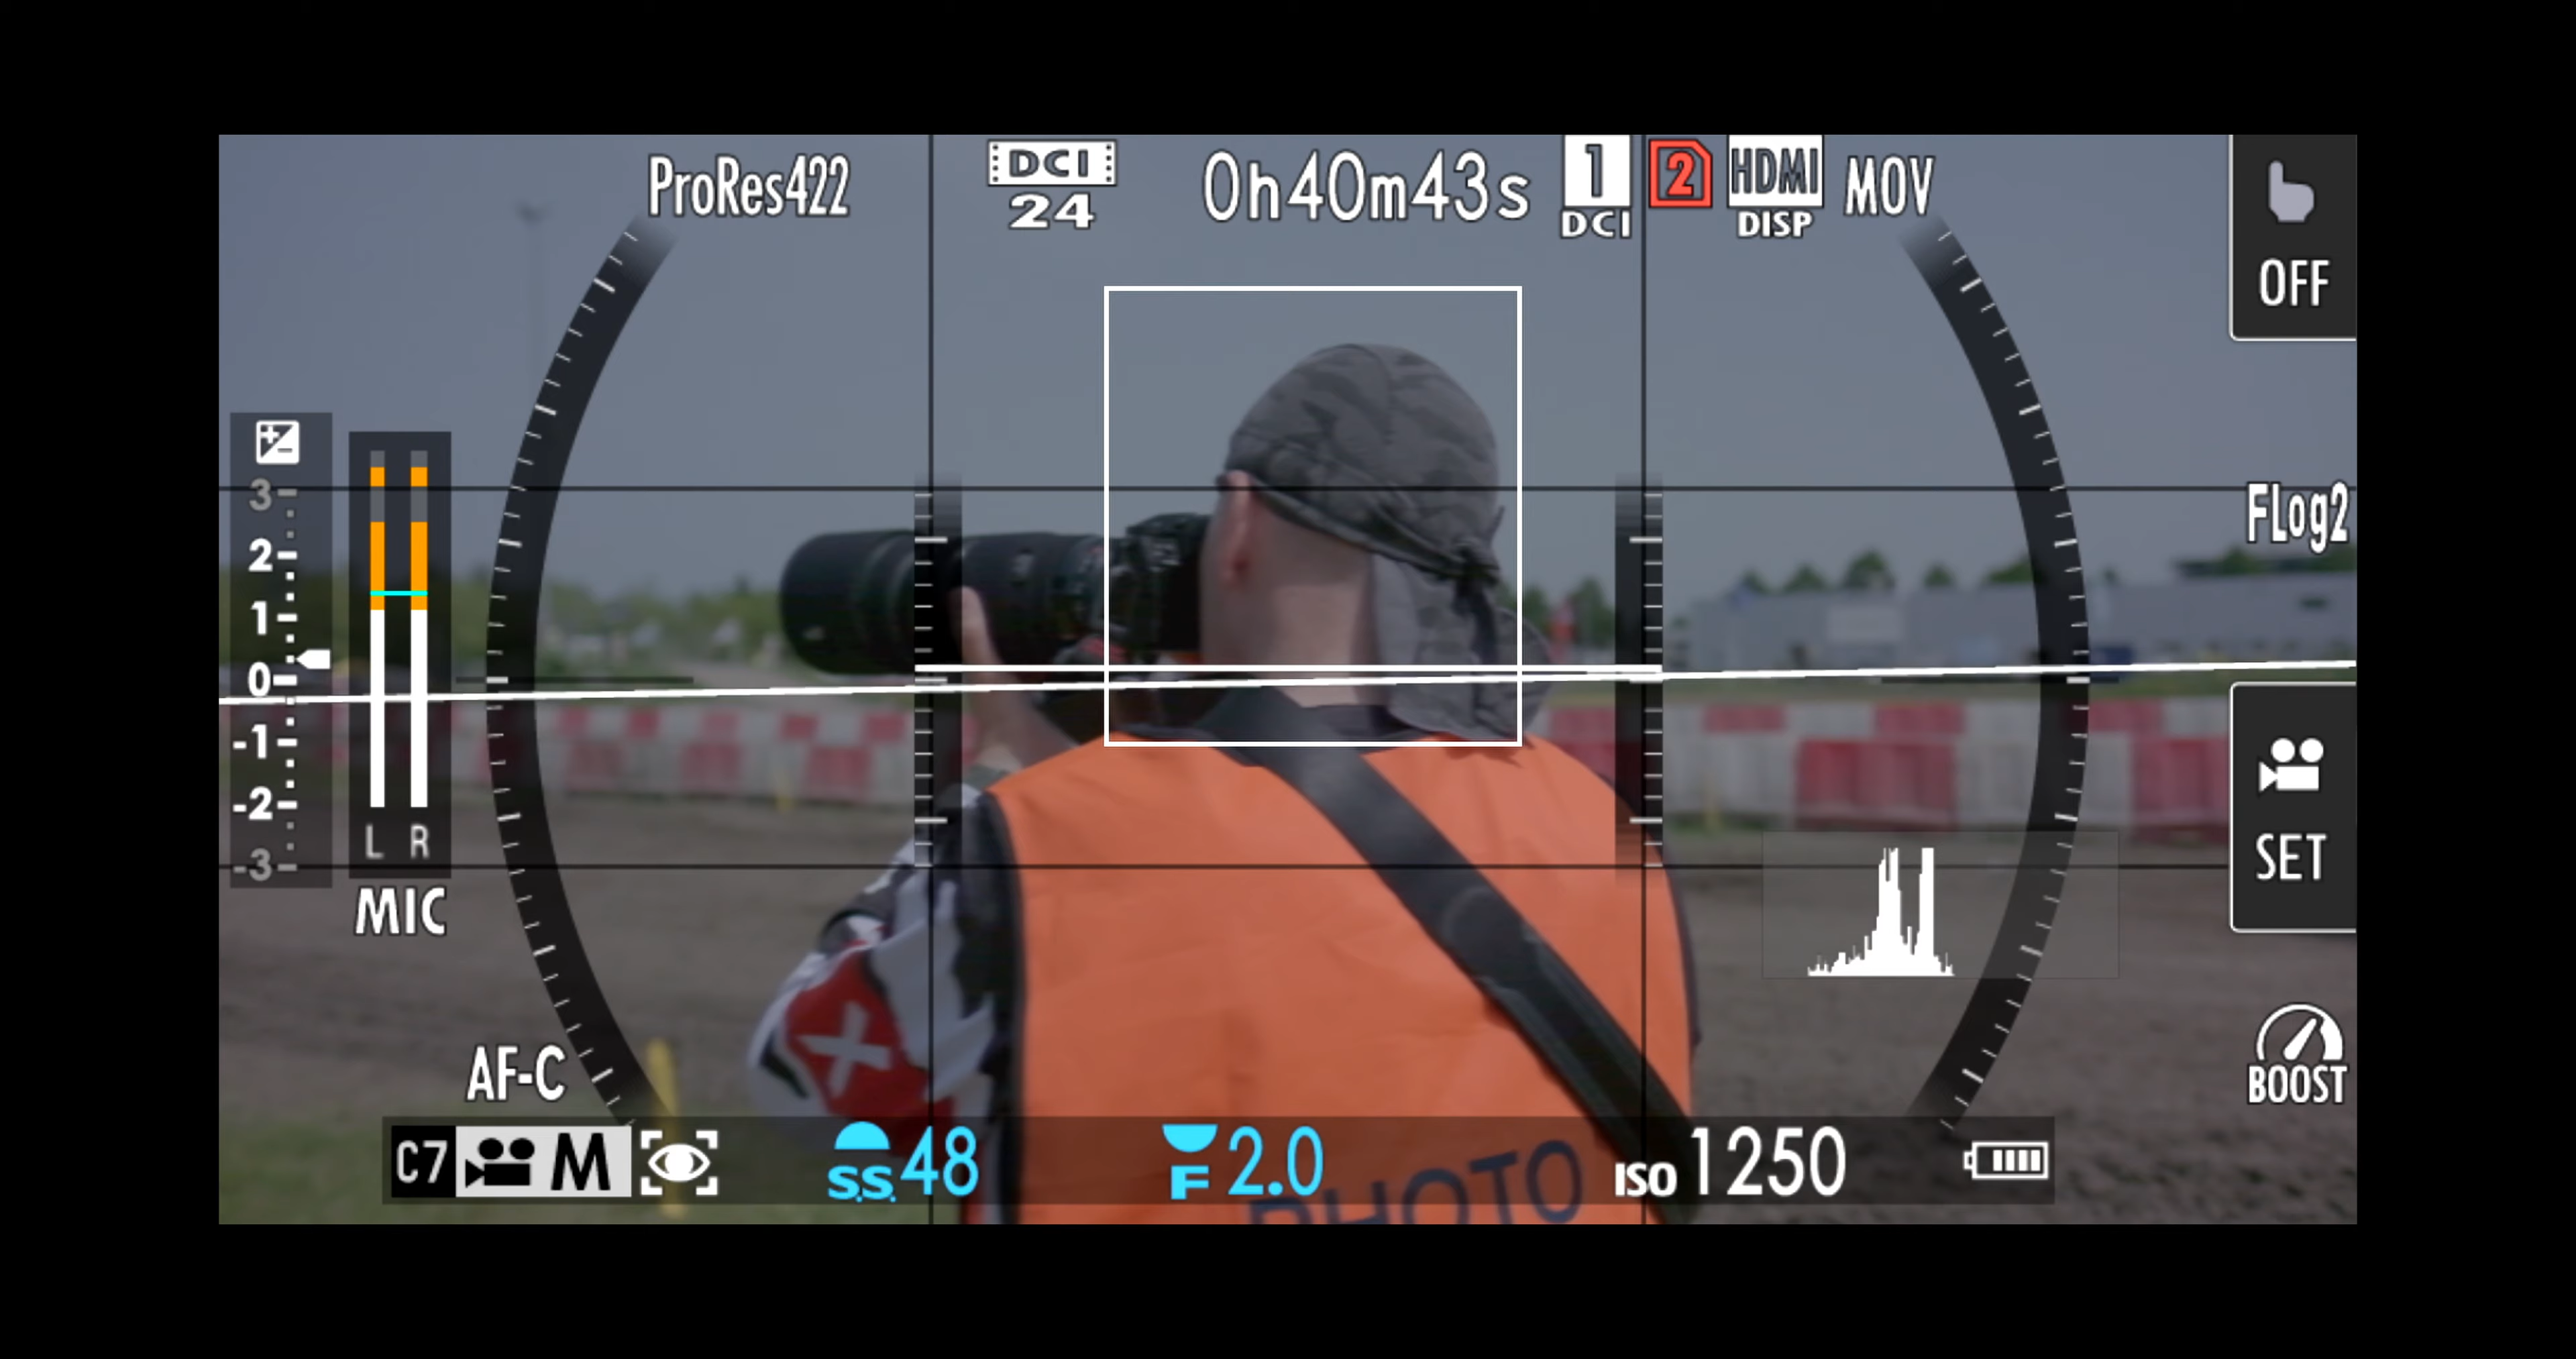 ProRes422
DCI
24
0h40m43s
1
DCI
2
HDMI
DISP
MOV
OFF
3
2
1
0
-1
-2
-3
L R
MIC
FLog2
SET
BOOST
AF-C
C7 M
S.S. 48
F 2.0
ISO 1250
PHOTO